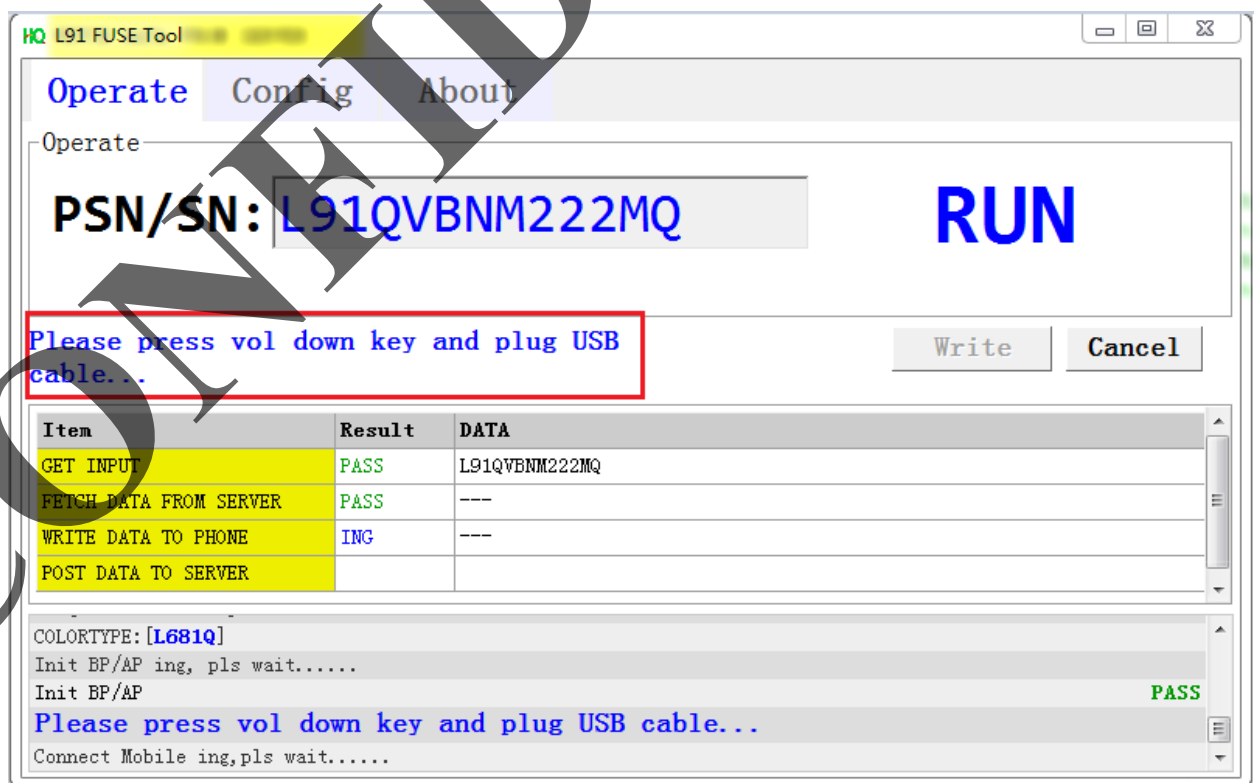 HQ L91 FUSE Tool
Operate Config About
Operate
PSN/SN: L91QVBNM222MQ RUN
Please press vol down key and plug USB
cable...
Write Cancel
Item Result DATA
GET INPUT PASS L91QVBNM222MQ
FETCH DATA FROM SERVER PASS ---
WRITE DATA TO PHONE ING ---
POST DATA TO SERVER
COLORTYPE:[L681Q]
Init BP/AP ing, pls wait......
Init BP/AP PASS
Please press vol down key and plug USB cable...
Connect Mobile ing,pls wait......